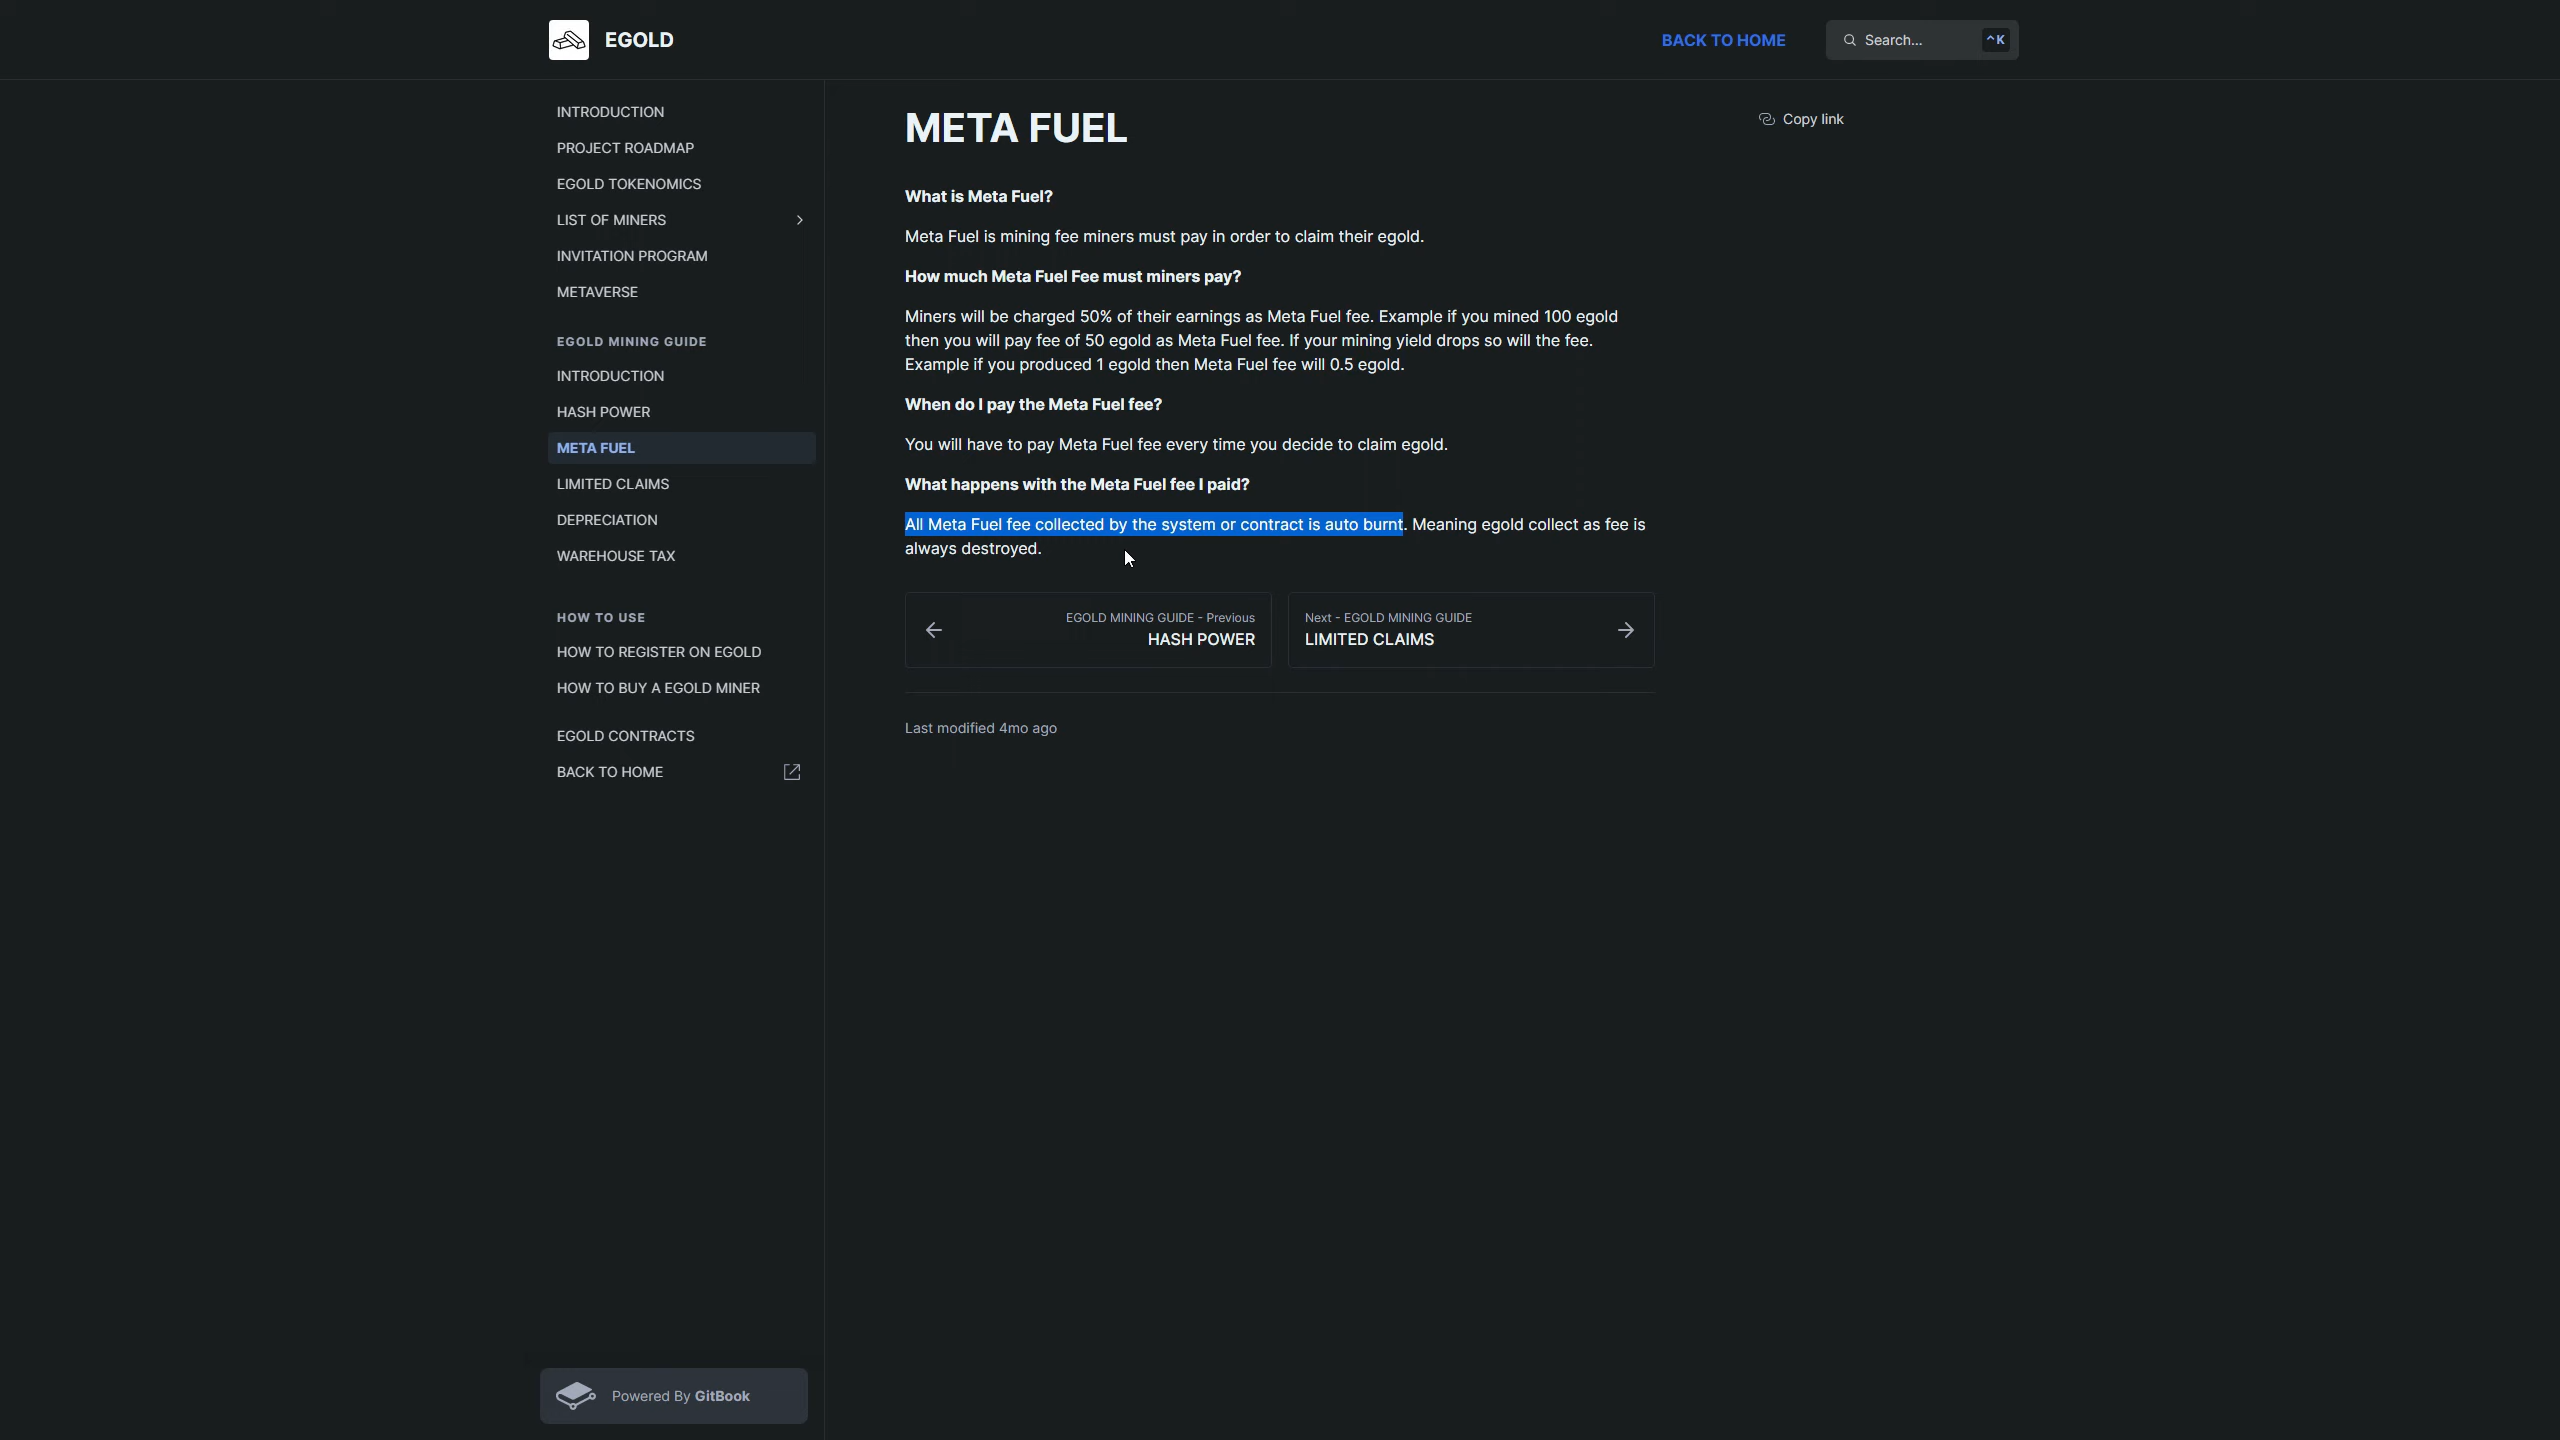 EGOLD
BACK TO HOME
Search...
^K
INTRODUCTION
PROJECT ROADMAP
EGOLD TOKENOMICS
LIST OF MINERS
INVITATION PROGRAM
METAVERSE
EGOLD MINING GUIDE
INTRODUCTION
HASH POWER
META FUEL
LIMITED CLAIMS
DEPRECIATION
WAREHOUSE TAX
HOW TO USE
HOW TO REGISTER ON EGOLD
HOW TO BUY A EGOLD MINER
EGOLD CONTRACTS
BACK TO HOME
Powered By GitBook
META FUEL
Copy link
What is Meta Fuel?
Meta Fuel is mining fee miners must pay in order to claim their egold.
How much Meta Fuel Fee must miners pay?
Miners will be charged 50% of their earnings as Meta Fuel fee. Example if you mined 100 egold
then you will pay fee of 50 egold as Meta Fuel fee. If your mining yield drops so will the fee.
Example if you produced 1 egold then Meta Fuel fee will 0.5 egold.
When do I pay the Meta Fuel fee?
You will have to pay Meta Fuel fee every time you decide to claim egold.
What happens with the Meta Fuel fee I paid?
All Meta Fuel fee collected by the system or contract is auto burnt. Meaning egold collect as fee is
always destroyed.
EGOLD MINING GUIDE - Previous
HASH POWER
Next - EGOLD MINING GUIDE
LIMITED CLAIMS
Last modified 4mo ago